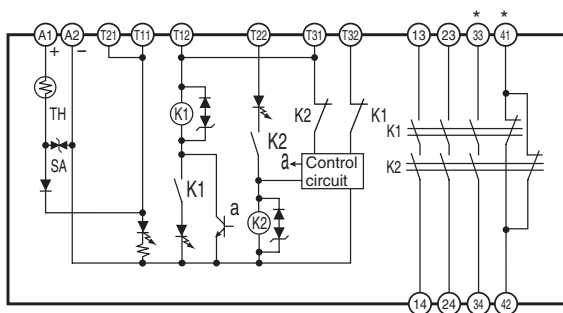 * *
A1 A2 T21 T11 T12 T22 T31 T32 13 23 33 41
+ −
TH
K1
K2 K1
K2
SA
a Control
circuit
K1
K1
a
K2
K2
14 24 34 42